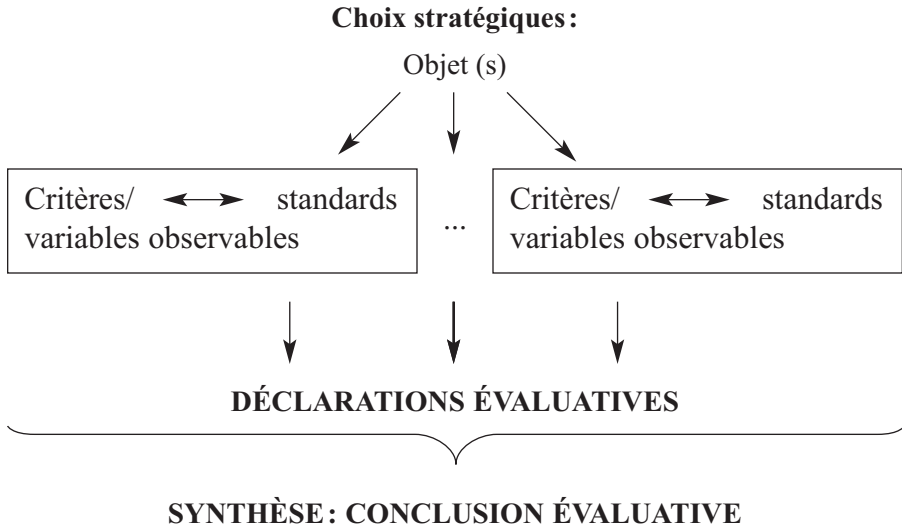 Choix stratégiques :
Objet (s)
Critères/ standards
variables observables
...
Critères/ standards
variables observables
DÉCLARATIONS ÉVALUATIVES
SYNTHÈSE : CONCLUSION ÉVALUATIVE